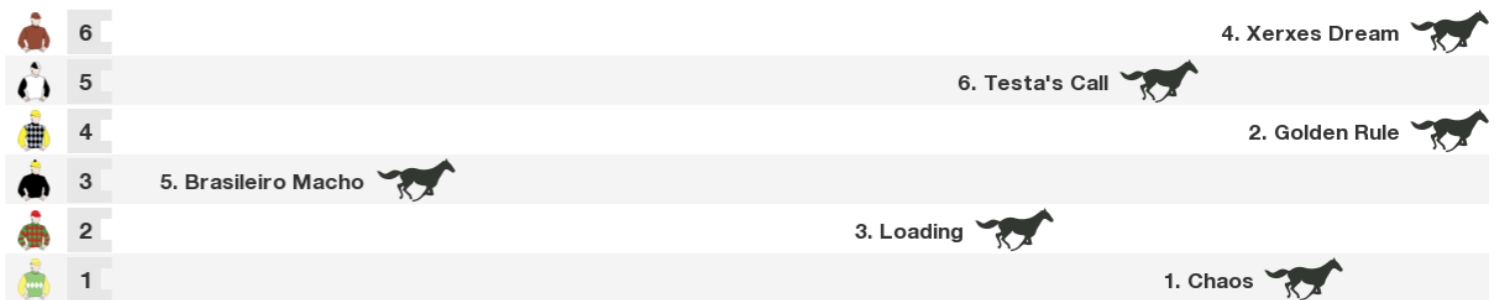 6 4. Xerxes Dream
5 6. Testa's Call
4 2. Golden Rule
3 5. Brasileiro Macho
2 3. Loading
1 1. Chaos